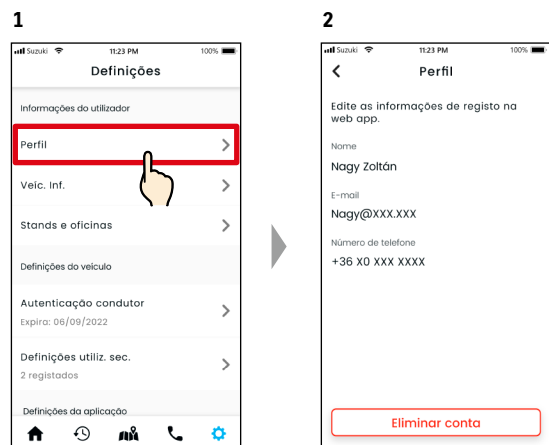 1
Suzuki 11:23 PM 100%
Definições
Informações do utilizador
Perfil
Veíc. Inf.
Stands e oficinas
Definições do veículo
Autenticação condutor
Expira: 06/09/2022
Definições utiliz. sec.
2 registados
Definições da aplicação
2
Suzuki 11:23 PM 100%
Perfil
Edite as informações de registo na
web app.
Nome
Nagy Zoltán
E-mail
Nagy@XXX.XXX
Número de telefone
+36 X0 XXX XXXX
Eliminar conta